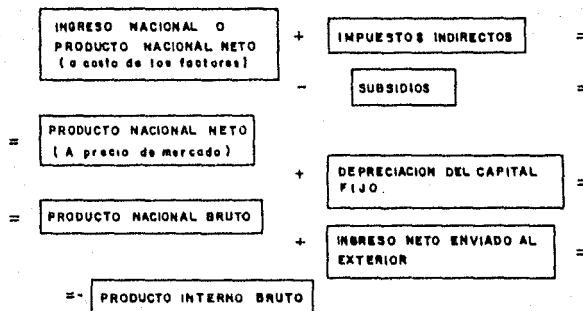 INGRESO NACIONAL O
PRODUCTO NACIONAL NETO
(a costo de los factores)
+ IMPUESTOS INDIRECTOS =
- SUBSIDIOS =
= PRODUCTO NACIONAL NETO
(A precio de mercado)
+ DEPRECIACION DEL CAPITAL
FIJO. =
= PRODUCTO NACIONAL BRUTO
+ INGRESO NETO ENVIADO AL
EXTERIOR =
=- PRODUCTO INTERNO BRUTO